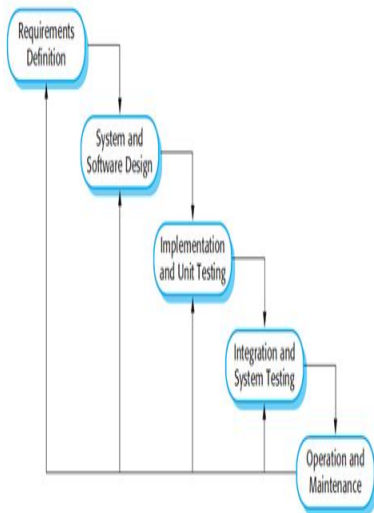 Requirements
Definition
System and
Software Design
Implementation
and Unit Testing
Integration and
System Testing
Operation and
Maintenance